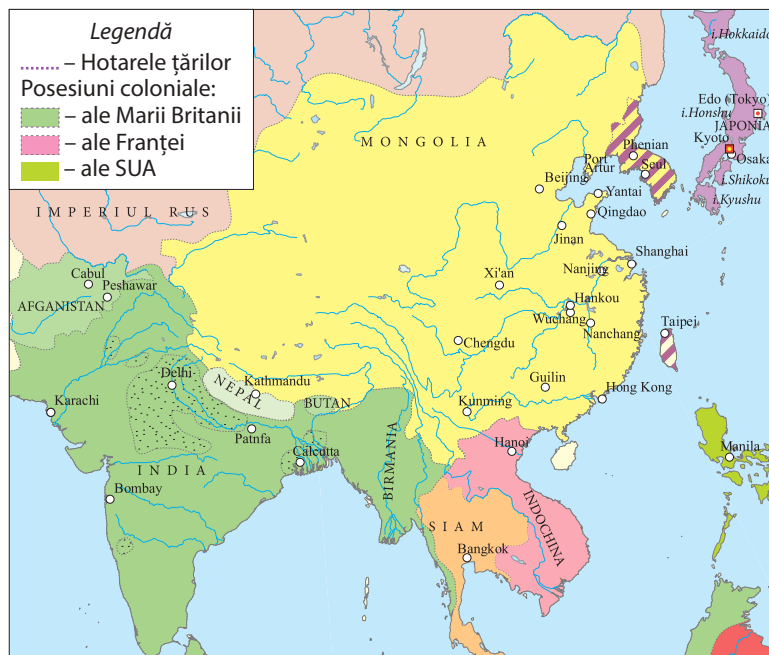 Legendă
– Hotarele țărilor
Posesiuni coloniale:
– ale Marii Britanii
– ale Franței
– ale SUA
i.Hokkaido
Edo (Tokyo)
i.Honshu
JAPONIA
Kyoto
Osaka
i.Shikoku
i.Kyushu
MONGOLIA
Phenian
Port
Artur
Seul
Beijing
Yantai
Qingdao
IMPERIUL RUS
Jinan
Shanghai
Cabul
Xi'an
Nanjing
Peshawar
AFGANISTAN
Hankou
Wuchang
Taipei
Nanchang
Chengdu
Delhi
NEPAL
Kathmandu
Guilin
Hong Kong
Karachi
BUTAN
Kunming
Patnfa
Hanoi
Manila
Calcutta
INDIA
BIRMANIA
Bombay
INDOCHINA
SIAM
Bangkok